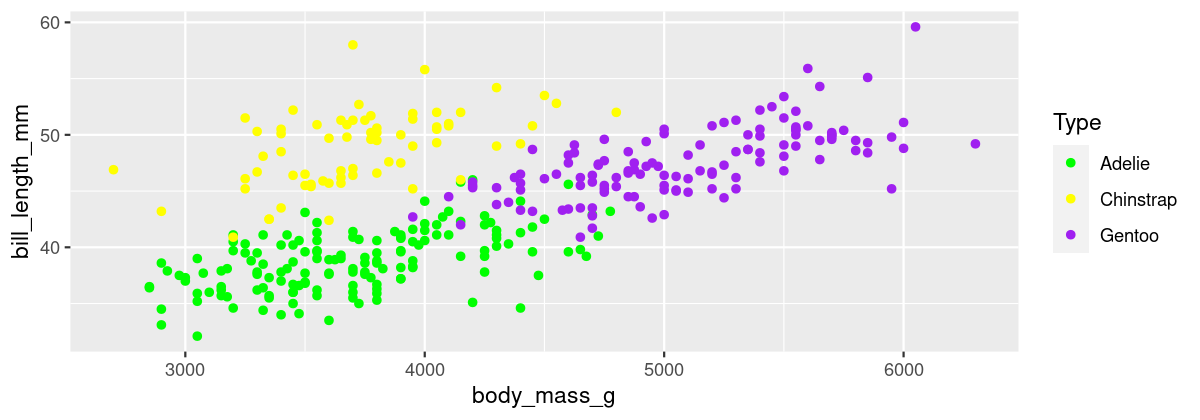 60
50
40
bill_length_mm
3000
4000
5000
6000
body_mass_g
Type
Adelie
Chinstrap
Gentoo